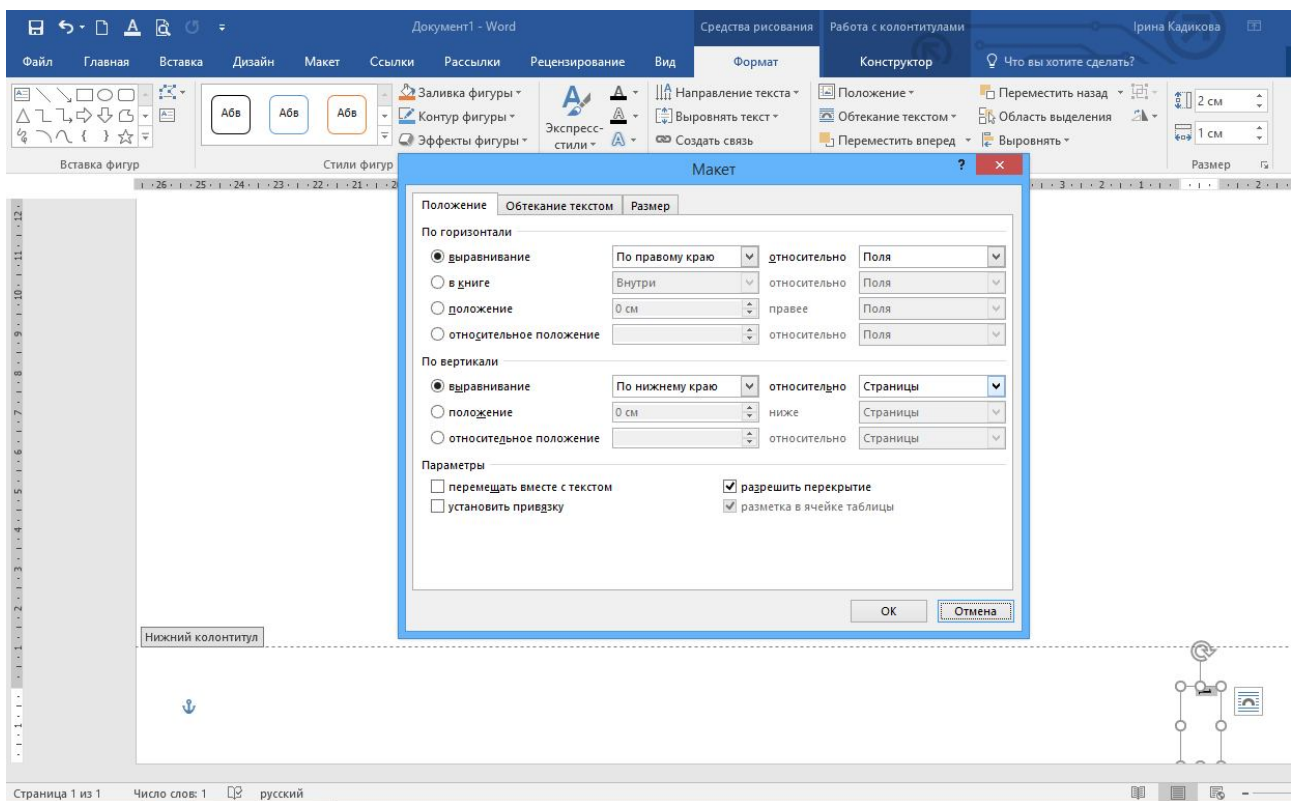 Документ1 - Word
Средства рисования
Работа с колонтитулами
Ірина Кадикова
Файл Главная Вставка Дизайн Макет Ссылки Рассылки Рецензирование Вид Формат Конструктор Что вы хотите сделать?
Абв Абв Абв
Заливка фигуры
Контур фигуры
Эффекты фигуры
Экспресс-
стили
Направление текста
Выровнять текст
Создать связь
Положение
Обтекание текстом
Переместить вперед
Переместить назад
Область выделения
Выровнять
2 см
1 см
Вставка фигур
Стили фигур
Размер
Макет ?
Положение Обтекание текстом Размер
По горизонтали
выравнивание По правому краю относительно Поля
в книге Внутри относительно Поля
положение 0 см правее Поля
относительное положение относительно Поля
По вертикали
выравнивание По нижнему краю относительно Страницы
положение 0 см ниже Страницы
относительное положение относительно Страницы
Параметры
перемещать вместе с текстом разрешить перекрытие
установить привязку разметка в ячейке таблицы
ОК Отмена
Нижний колонтитул
Страница 1 из 1 Число слов: 1 русский